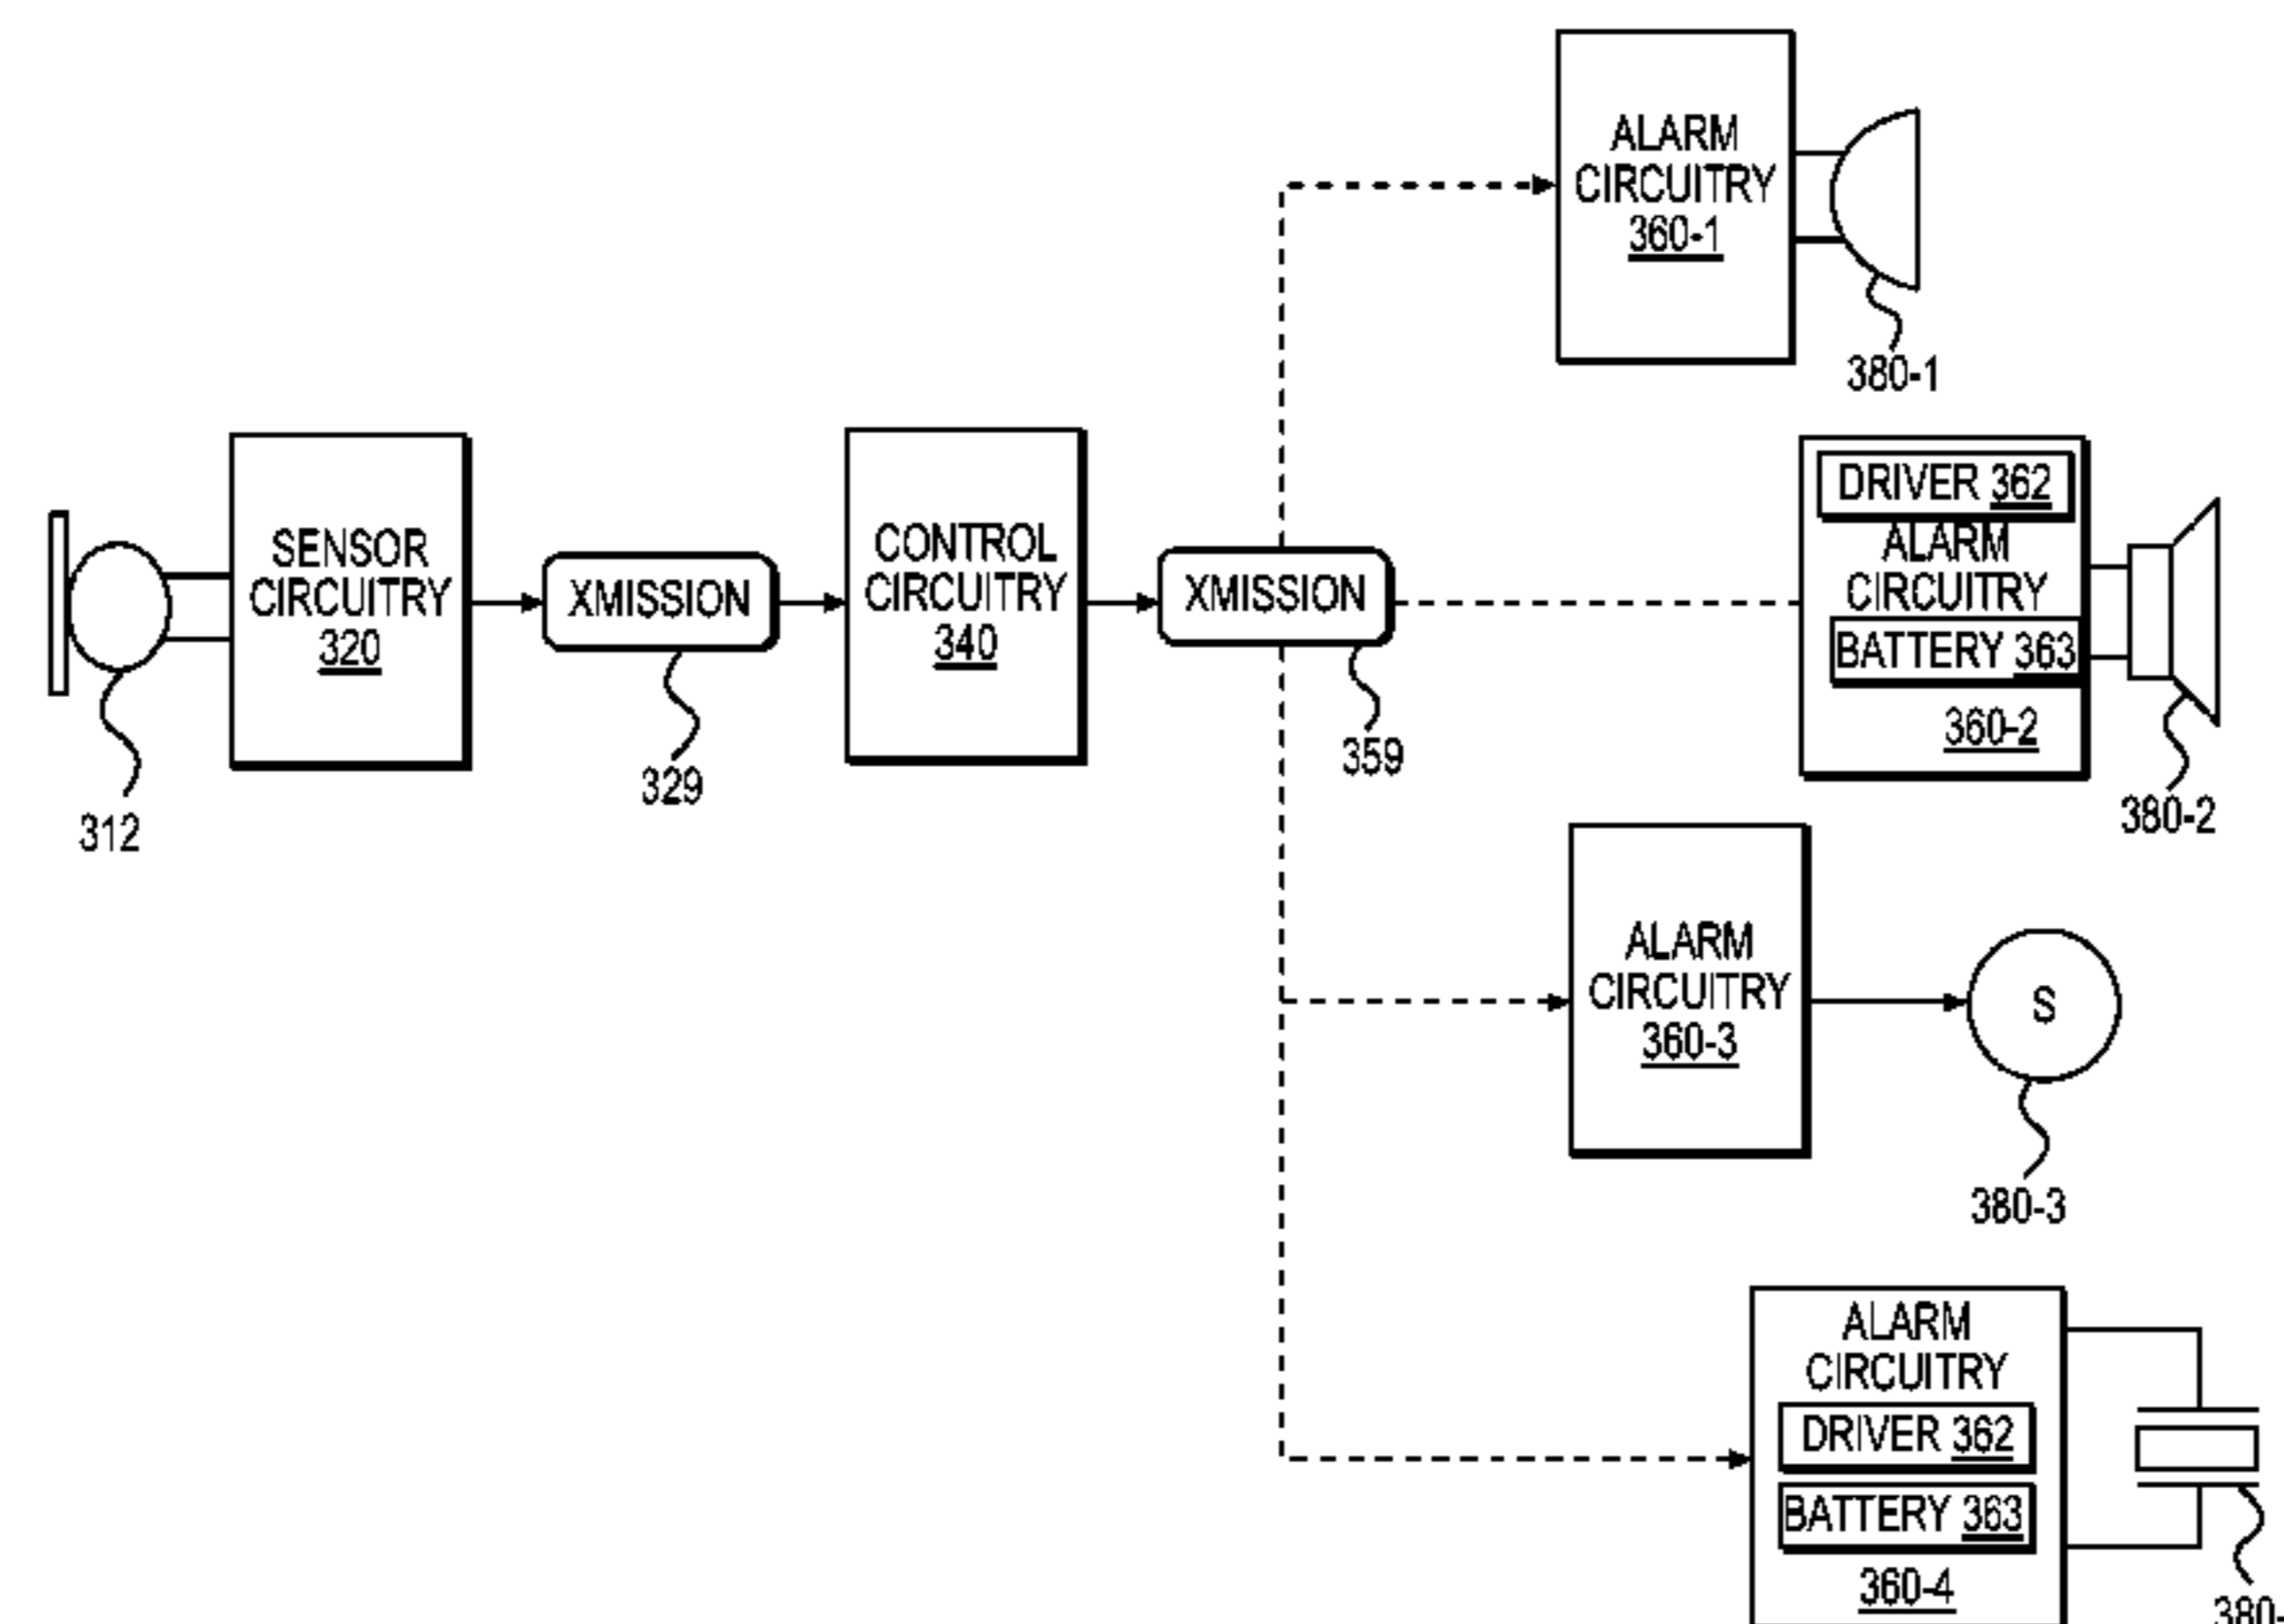 ALARM
CIRCUITRY
360-1
380-1
SENSOR
CIRCUITRY
320
312
XMISSION
329
CONTROL
CIRCUITRY
340
XMISSION
359
DRIVER 362
ALARM
CIRCUITRY
BATTERY 363
360-2
380-2
ALARM
CIRCUITRY
360-3
S
380-3
ALARM
CIRCUITRY
DRIVER 362
BATTERY 363
360-4
380-